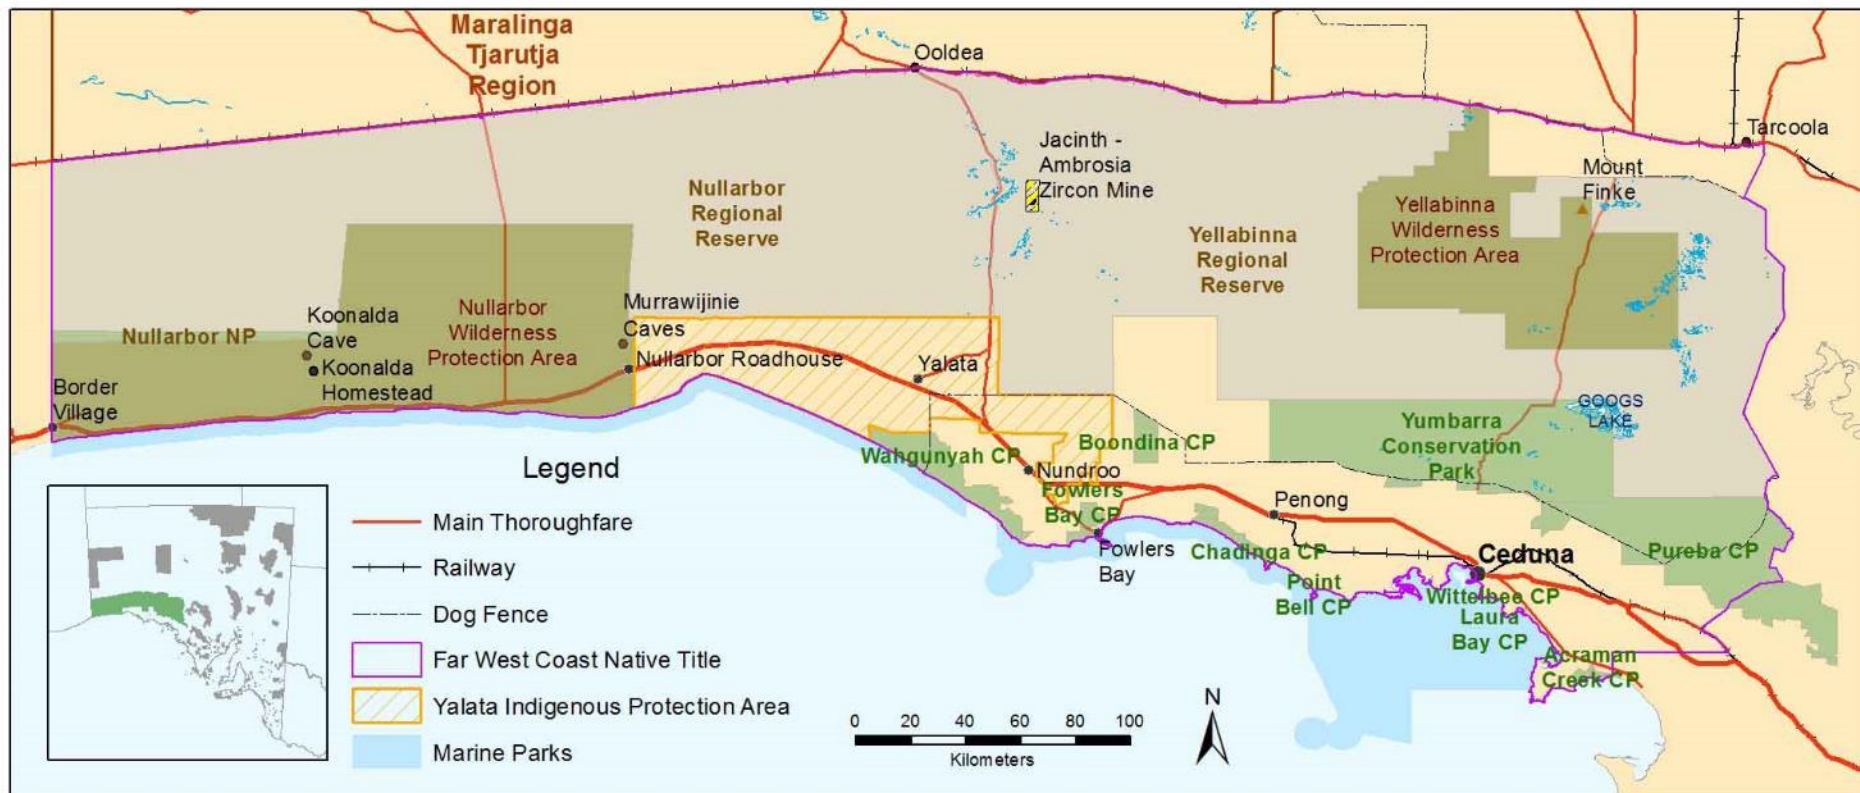 Maralinga
Tjarutja
Region
Ooldea
Tarcoola
Jacinth -
Ambrosia
Zircon Mine
Mount
Finke
Nullarbor
Regional
Reserve
Yellabinna
Wilderness
Protection Area
Yellabinna
Regional
Reserve
Nullarbor NP
Koonalda
Cave
Koonalda
Homestead
Nullarbor
Wilderness
Protection Area
Murrawijinie
Caves
Nullarbor Roadhouse
Yalata
Border
Village
GOOGS
LAKE
Yumbarra
Conservation
Park
Boondina CP
Wahgunyah CP
Nundroo
Fowlers
Bay CP
Penong
Fowlers
Bay
Chadinga CP
Ceduna
Pureba CP
Point
Bell CP
Wittelbee CP
Laura
Bay CP
Acraman
Creek CP
Legend
Main Thoroughfare
Railway
Dog Fence
Far West Coast Native Title
Yalata Indigenous Protection Area
Marine Parks
0 20 40 60 80 100
Kilometers
N